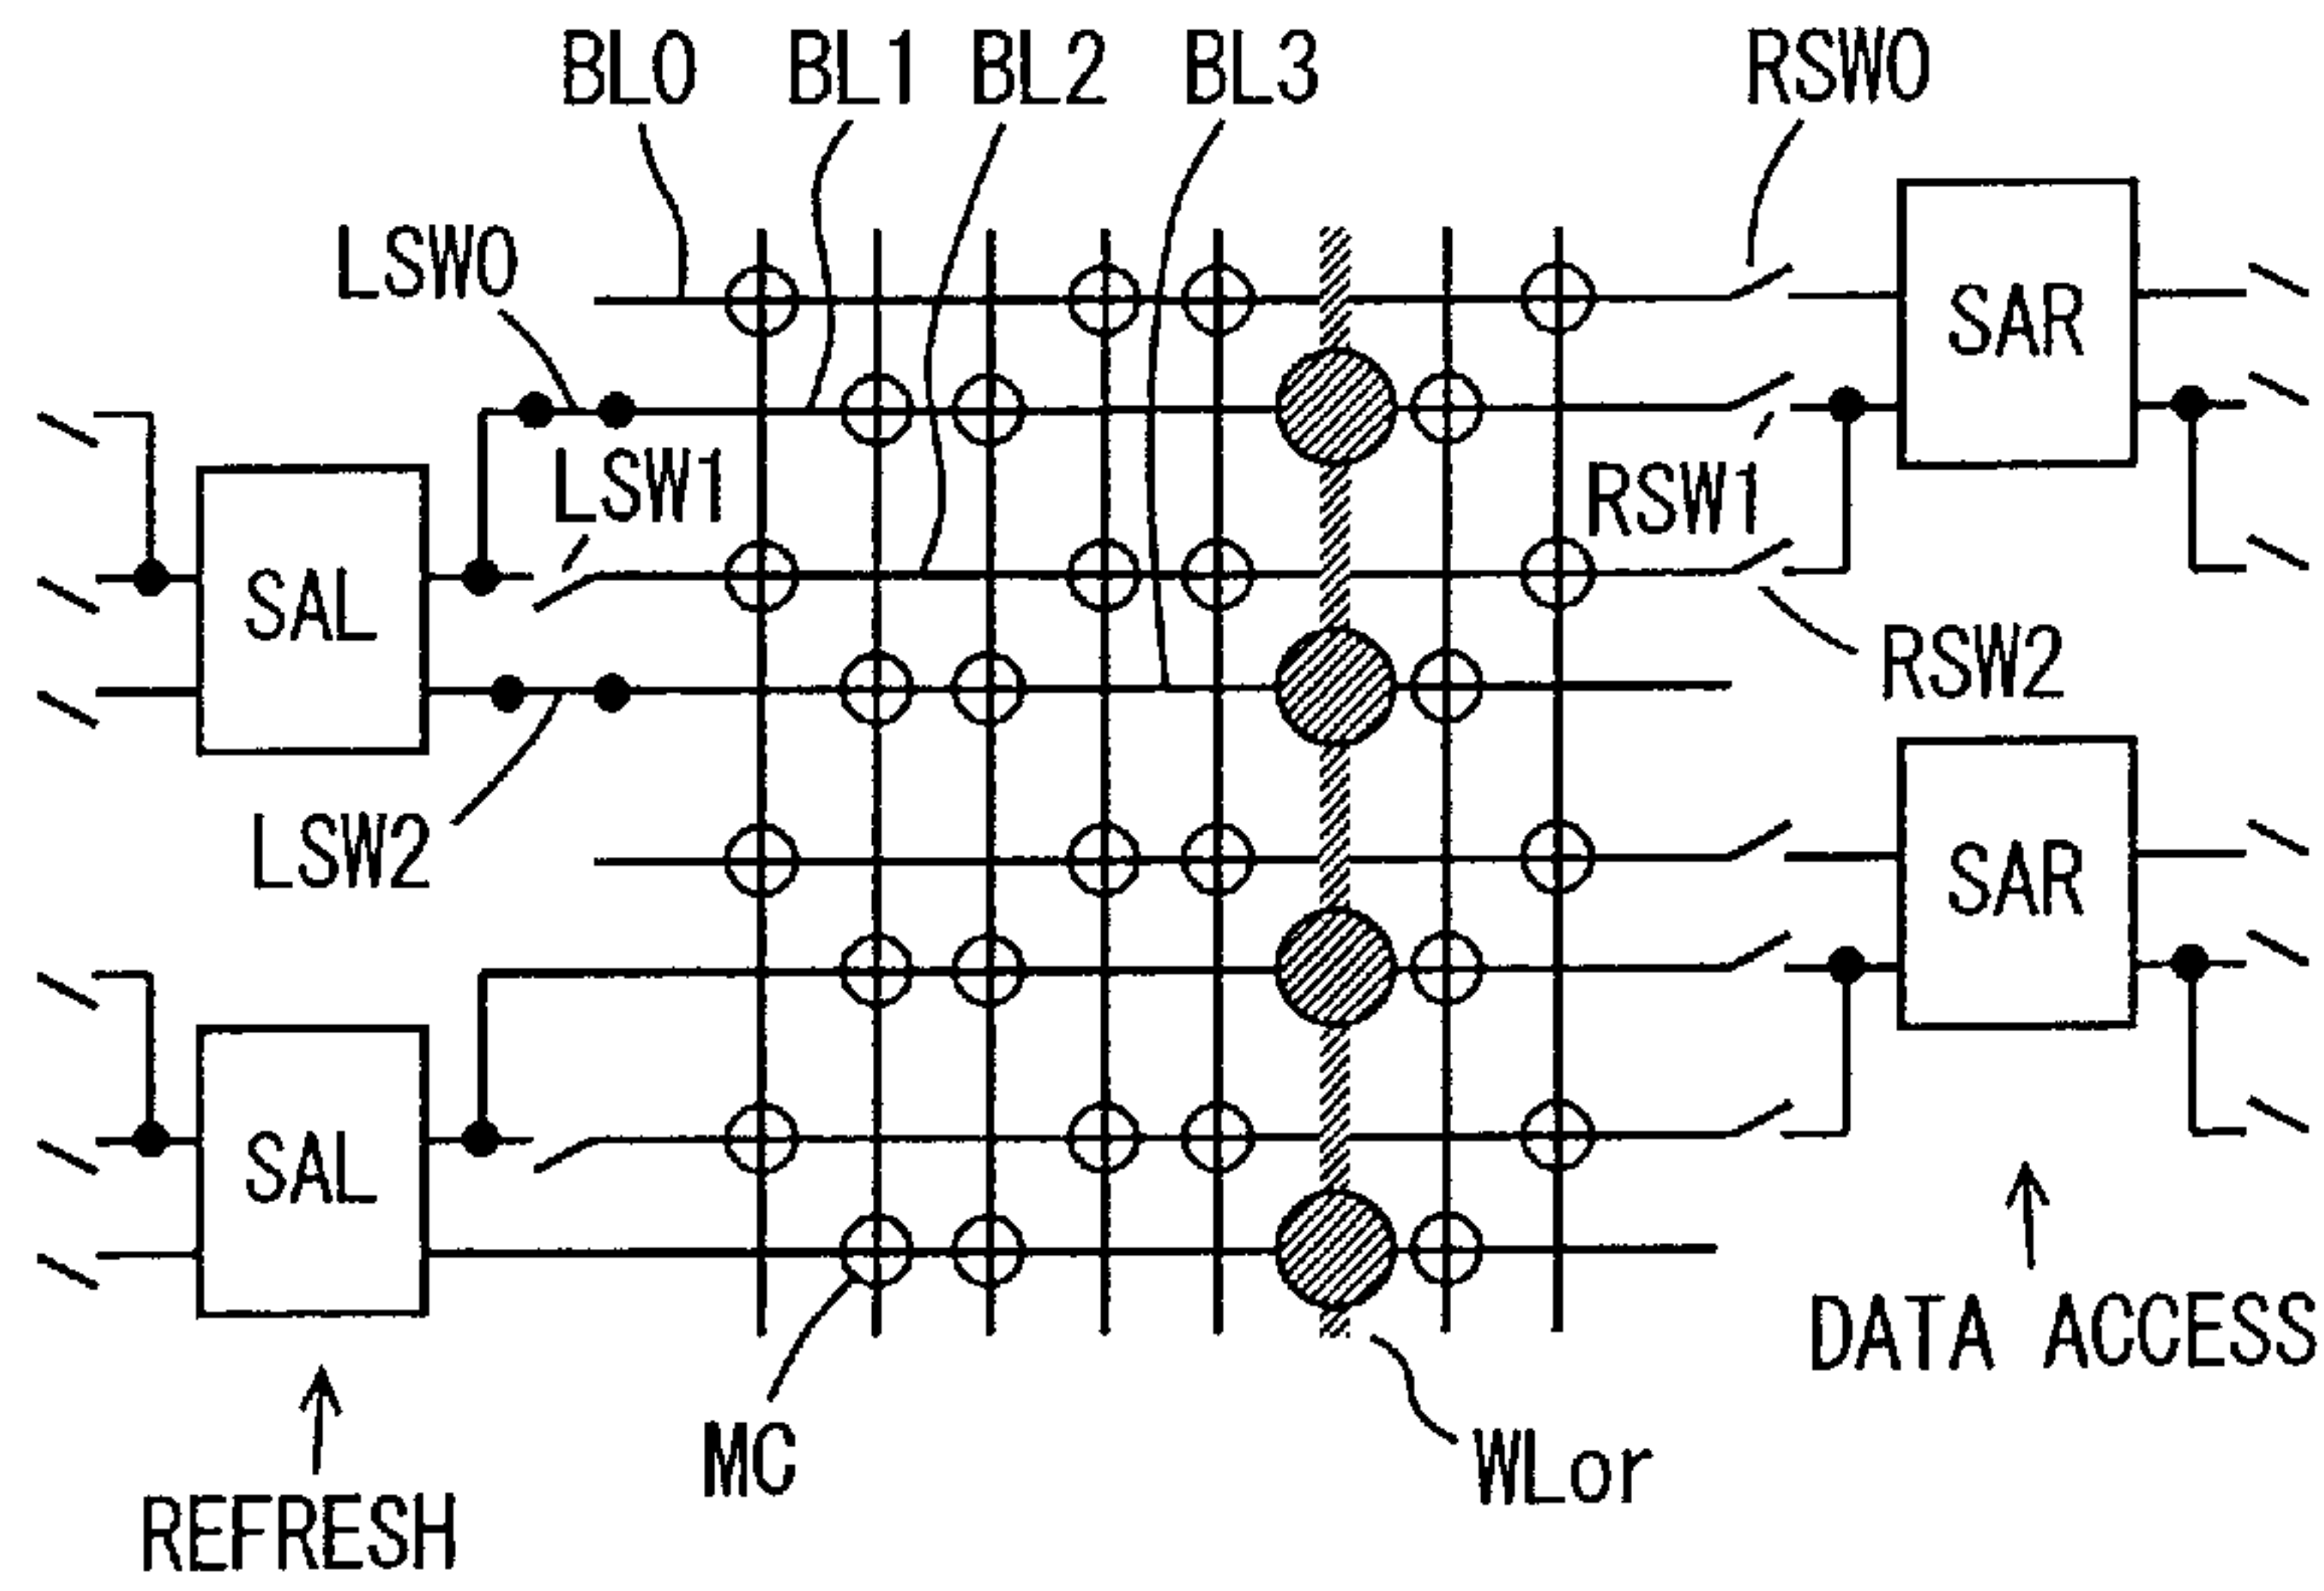 BL0 BL1 BL2 BL3 RSW0
LSW0
SAR
LSW1
RSW1
SAL
RSW2
LSW2
SAR
SAL
DATA ACCESS
MC
WLor
REFRESH